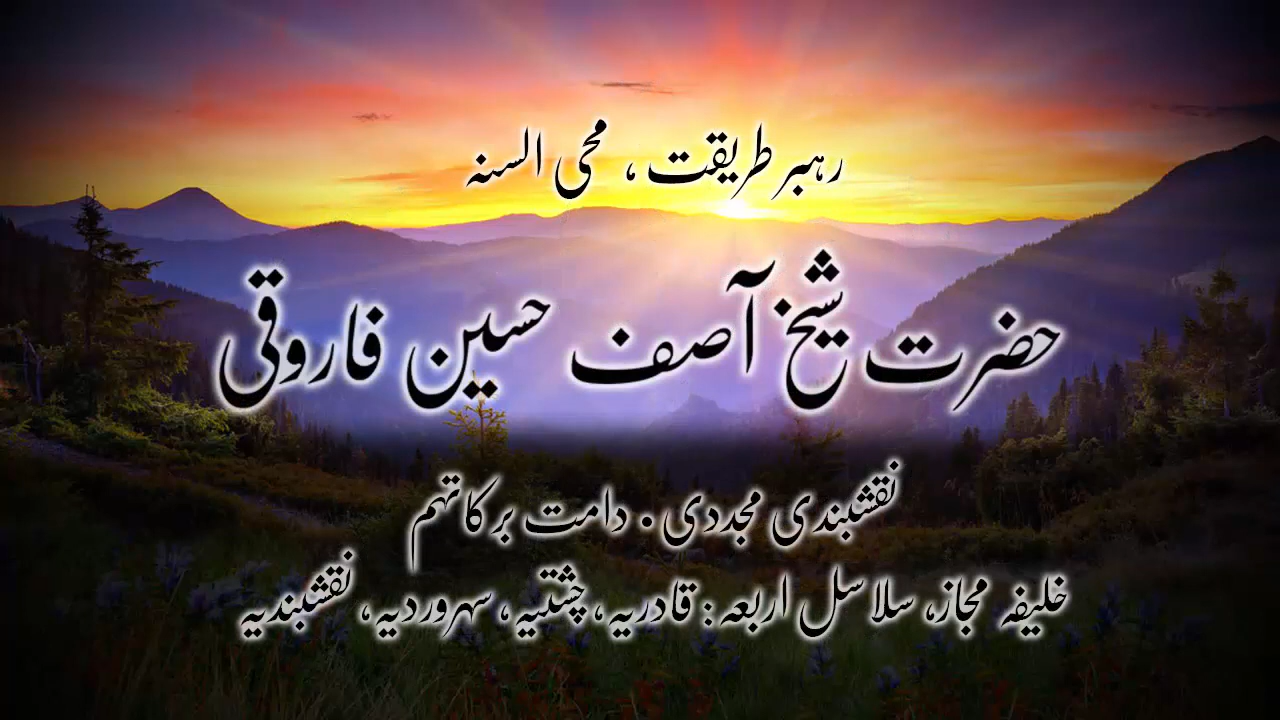 رہبر طریقت ، محی السنہ
حضرت شیخ آصف حسین فاروقی
نقشبندی مجددی . دامت برکاتہم
خلیفہ مجاز، سلاسل اربعہ : قادریہ، چشتیہ، سہروردیہ، نقشبندیہ